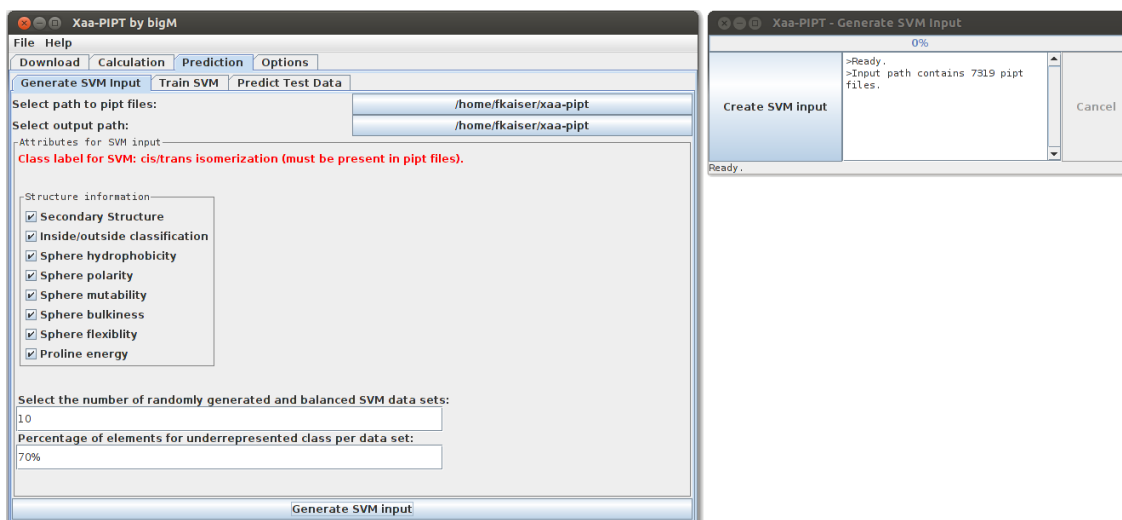 Xaa-PIPT by bigM
File Help
Download Calculation Prediction Options
Generate SVM Input Train SVM Predict Test Data
Select path to pipt files: /home/fkaiser/xaa-pipt
Select output path: /home/fkaiser/xaa-pipt
Attributes for SVM input
Class label for SVM: cis/trans isomerization (must be present in pipt files).
Structure information
Secondary Structure
Inside/outside classification
Sphere hydrophobicity
Sphere polarity
Sphere mutability
Sphere bulkiness
Sphere flexiblity
Proline energy
Select the number of randomly generated and balanced SVM data sets:
10
Percentage of elements for underrepresented class per data set:
70%
Generate SVM input
Xaa-PIPT - Generate SVM Input
0%
Create SVM input
>Ready.
>Input path contains 7319 pipt
files.
Cancel
Ready.